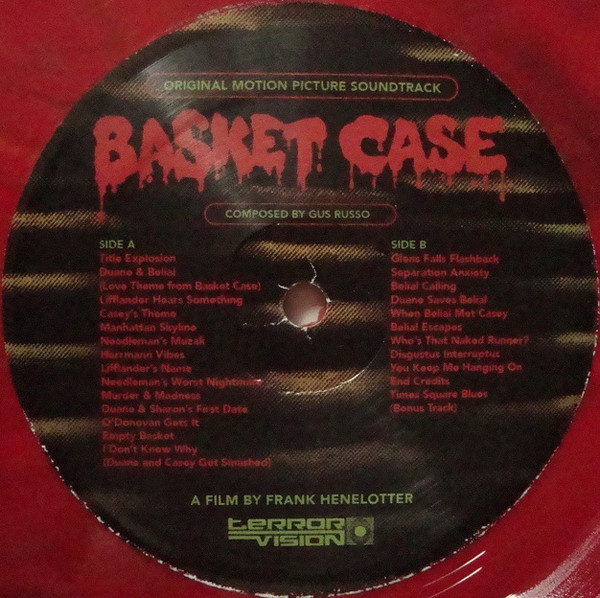 ORIGINAL MOTION PICTURE SOUNDTRACK
BASKET CASE
COMPOSED BY GUS RUSSO
SIDE A
Title Explosion
Duane & Belial
(Love Theme from Basket Case)
Lifflander Hears Something
Casey's Theme
Manhattan Skyline
Needleman's Muzak
Herrmann Vibes
Lifflander's Name
Needleman's Worst Nightmare
Murder & Madness
Duane & Sharon's First Date
O'Donovan Gets It
Empty Basket
I Don't Know Why
(Duane and Casey Get Smashed)
SIDE B
Glens Falls Flashback
Separation Anxiety
Belial Calling
Duane Saves Belial
When Belial Met Casey
Belial Escapes
Who's That Naked Runner?
Disgustus Interruptus
You Keep Me Hanging On
End Credits
Times Square Blues
(Bonus Track)
A FILM BY FRANK HENELOTTER
TERROR
VISION